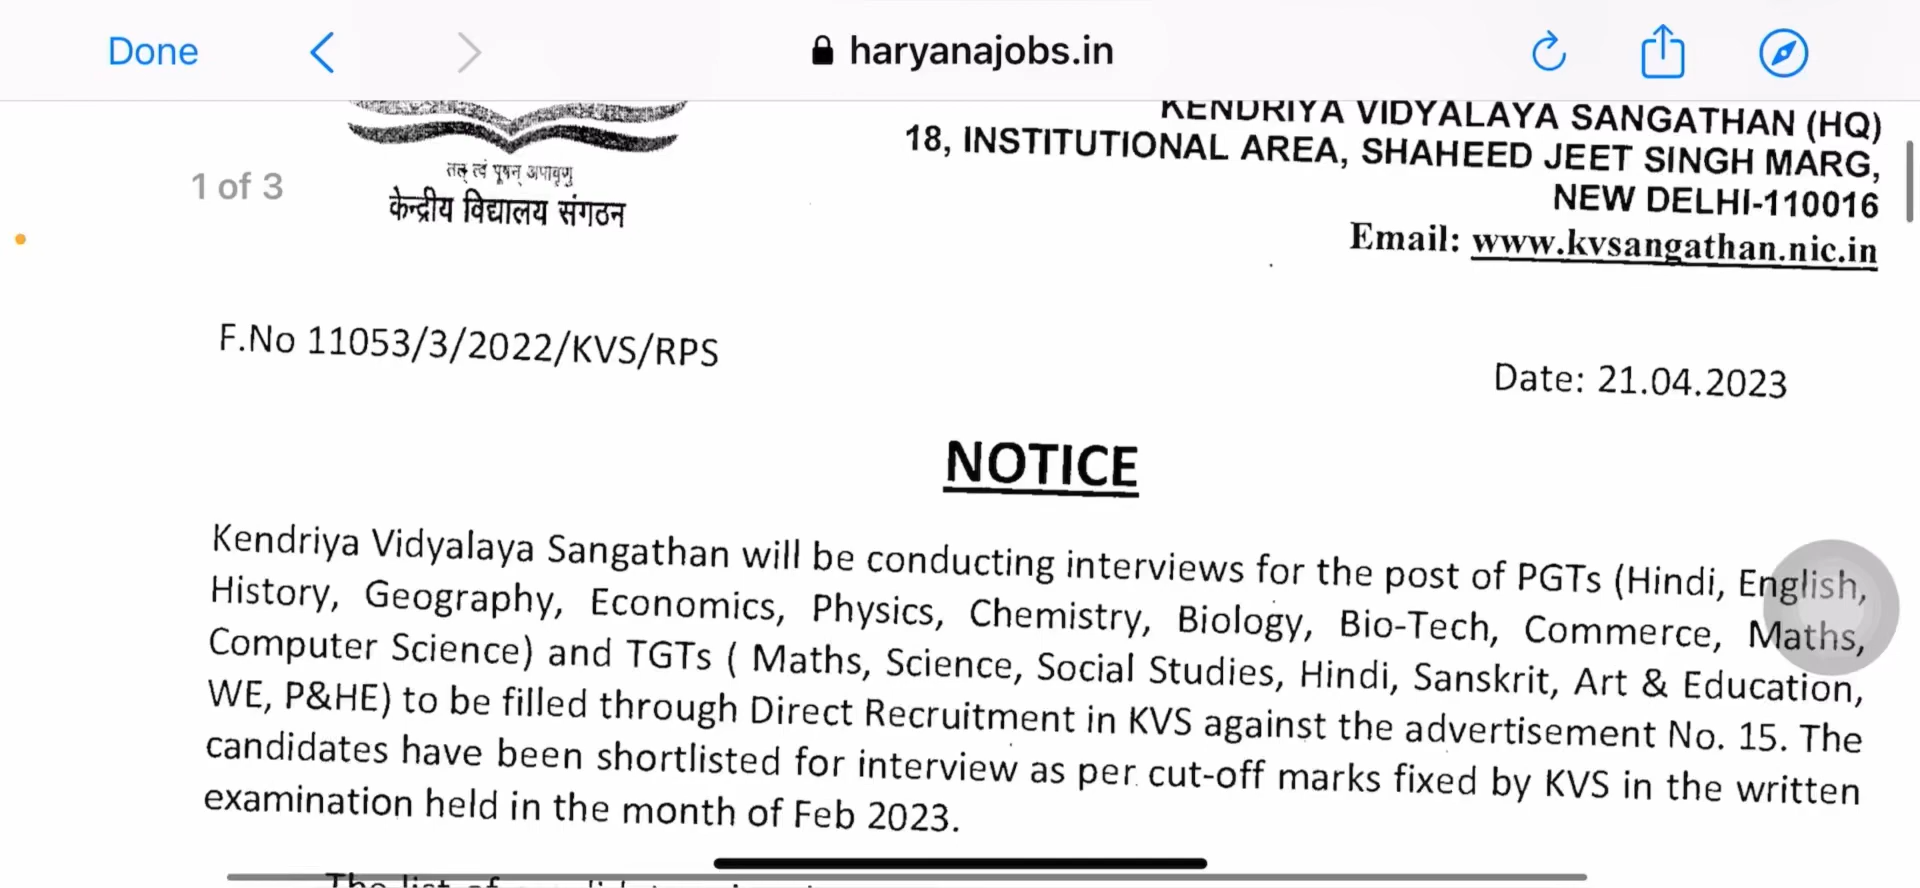 Done
haryanajobs.in
KENDRIYA VIDYALAYA SANGATHAN (HQ)
18, INSTITUTIONAL AREA, SHAHEED JEET SINGH MARG,
NEW DELHI-110016
Email: www.kvsangathan.nic.in
1 of 3
तत् त्वं पूषन् अपावृणु
केन्द्रीय विद्यालय संगठन
F.No 11053/3/2022/KVS/RPS
Date: 21.04.2023
NOTICE
Kendriya Vidyalaya Sangathan will be conducting interviews for the post of PGTs (Hindi, English,
History, Geography, Economics, Physics, Chemistry, Biology, Bio-Tech, Commerce, Maths,
Computer Science) and TGTs ( Maths, Science, Social Studies, Hindi, Sanskrit, Art & Education,
WE, P&HE) to be filled through Direct Recruitment in KVS against the advertisement No. 15. The
candidates have been shortlisted for interview as per cut-off marks fixed by KVS in the written
examination held in the month of Feb 2023.
The list of